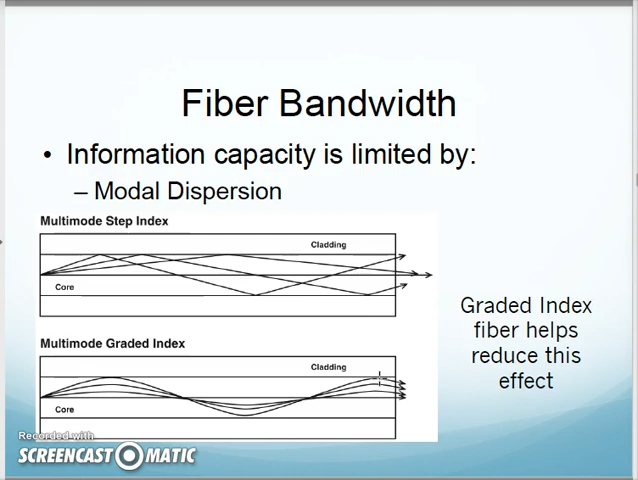 Fiber Bandwidth
• Information capacity is limited by:
– Modal Dispersion
Multimode Step Index
Cladding
Core
Graded Index
fiber helps
reduce this
effect
Multimode Graded Index
Cladding
Core
Recorded with
SCREENCAST MATIC